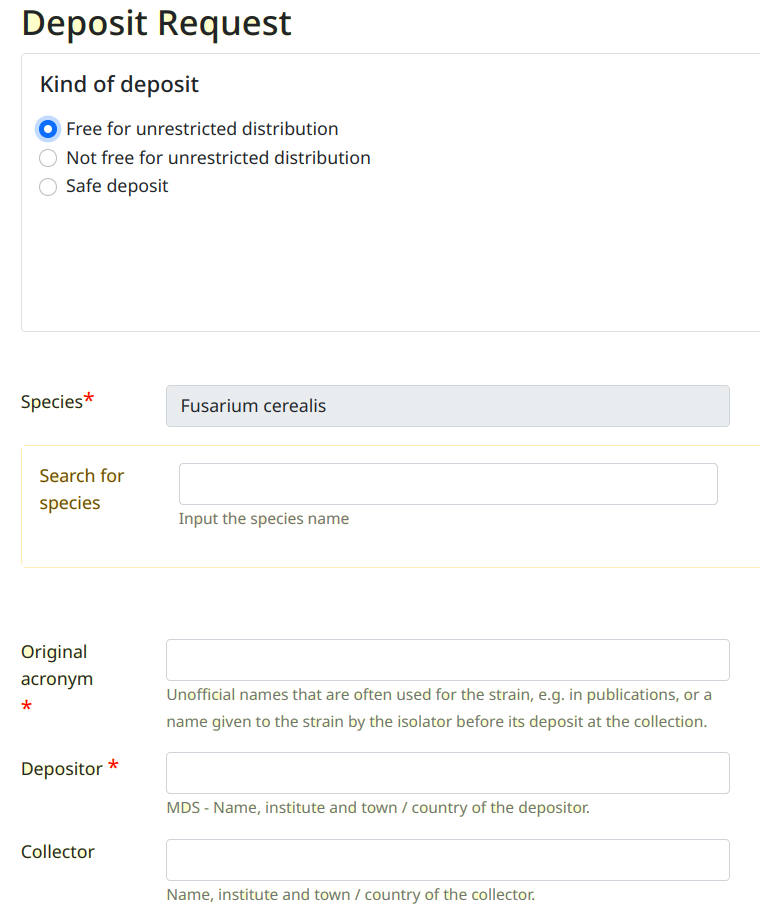 Deposit Request
Kind of deposit
Free for unrestricted distribution
Not free for unrestricted distribution
Safe deposit
Species*
Fusarium cerealis
Search for
species
Input the species name
Original
acronym
*
Unofficial names that are often used for the strain, e.g. in publications, or a
name given to the strain by the isolator before its deposit at the collection.
Depositor *
MDS - Name, institute and town / country of the depositor.
Collector
Name, institute and town / country of the collector.